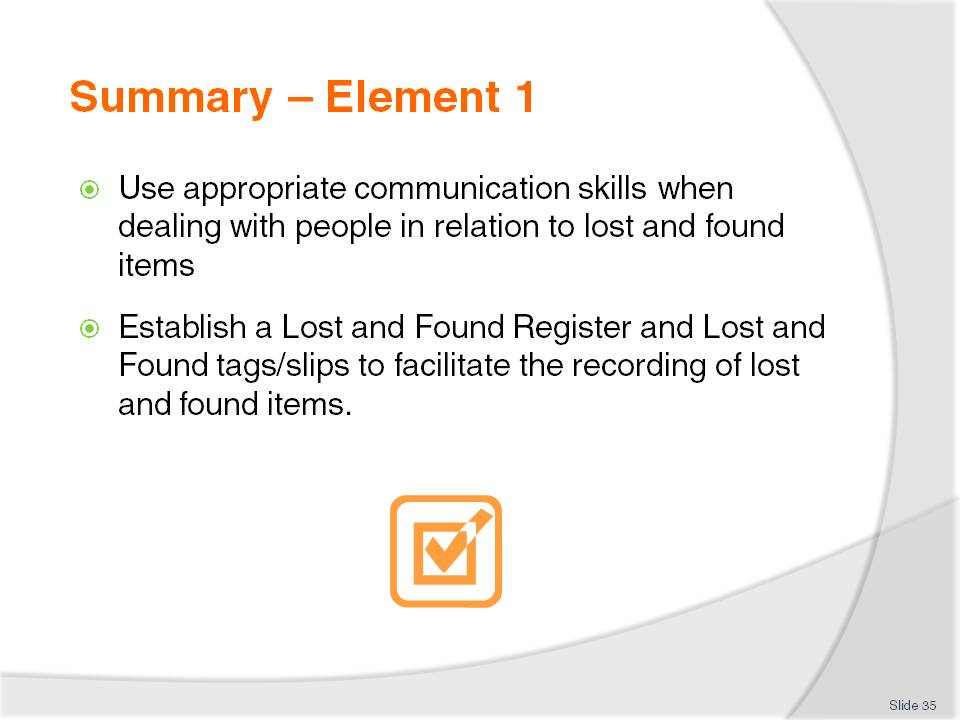 Summary – Element 1
Use appropriate communication skills when
dealing with people in relation to lost and found
items
Establish a Lost and Found Register and Lost and
Found tags/slips to facilitate the recording of lost
and found items.
Slide 35